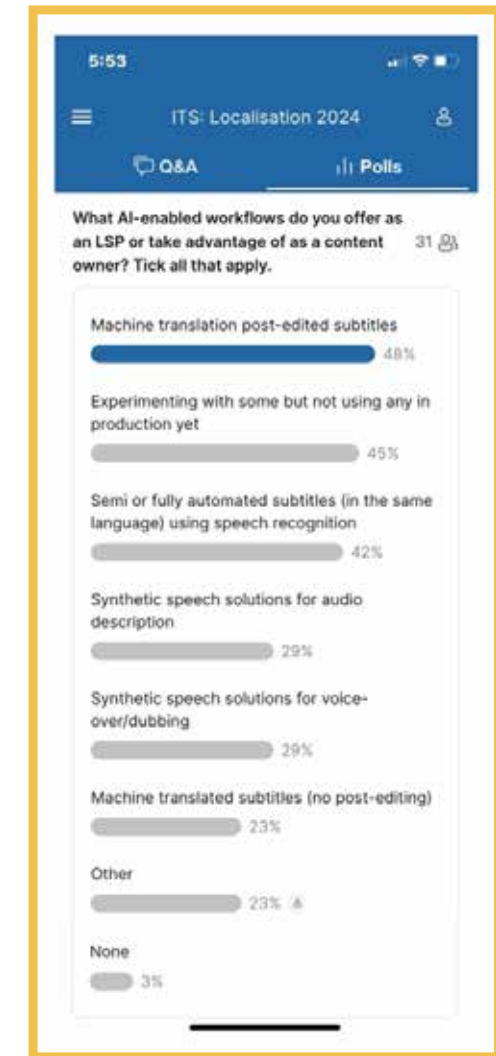 5:53
ITS: Localisation 2024
Q&A
Polls
What AI-enabled workflows do you offer as
an LSP or take advantage of as a content
owner? Tick all that apply.
31
Machine translation post-edited subtitles
48%
Experimenting with some but not using any in
production yet
45%
Semi or fully automated subtitles (in the same
language) using speech recognition
42%
Synthetic speech solutions for audio
description
29%
Synthetic speech solutions for voice-
over/dubbing
29%
Machine translated subtitles (no post-editing)
23%
Other
23%
None
3%